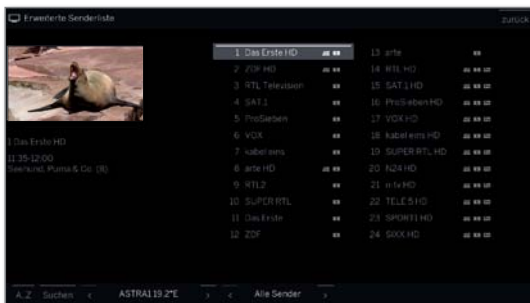 Erweiterte Senderliste
zurück
1 Das Erste HD
2 ZDF HD
3 RTL Television
4 SAT.1
5 ProSieben
6 VOX
7 kabel eins
8 arte HD
9 RTL2
10 SUPER RTL
11 Das Erste
12 ZDF
13 arte
14 RTL HD
15 SAT.1 HD
16 ProSieben HD
17 VOX HD
18 kabel eins HD
19 SUPER RTL HD
20 N24 HD
21 n-tv HD
22 TELE 5 HD
23 SPORT1 HD
24 SIXX HD
1 Das Erste HD
11:35-12:00
Seehund, Puma & Co. (8)
A..Z Suchen < ASTRA1 19.2°E > < Alle Sender >